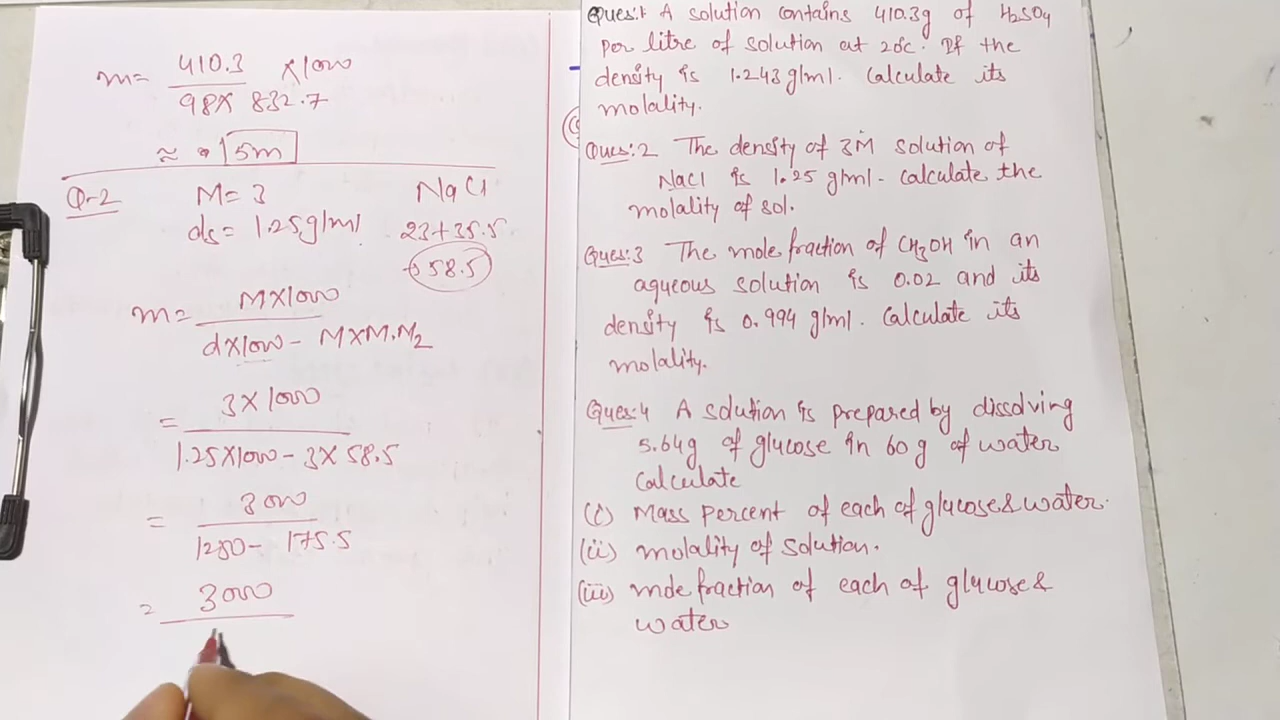 m= 410.3 ×1000
98× 832.7
≈ 5m
Q-2 M= 3 NaCl
ds= 1.25g/ml 23+35.5
58.5
m= M×1000
d×1000 - M×M.M2
= 3×1000
1.25×1000 - 3×58.5
= 3000
1250- 175.5
= 3000
Ques:1 A solution contains 410.3g of H2SO4
per litre of solution at 20°c. If the
density is 1.243 g/ml. Calculate its
molality.
Ques:2 The density of 3M solution of
NaCl is 1.25 g/ml- calculate the
molality of sol.
Ques:3 The mole fraction of CH3OH in an
aqueous solution is 0.02 and its
density is 0.994 g/ml. Calculate its
molality.
Ques:4 A solution is prepared by dissolving
5.64g of glucose in 60 g of water
Calculate
(i) Mass percent of each of glucose & water.
(ii) molality of solution.
(iii) mole fraction of each of glucose &
water